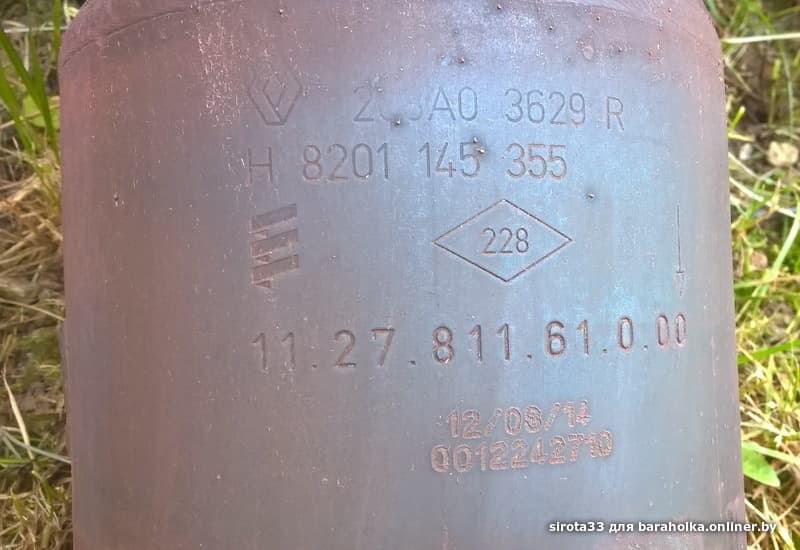 208A0 3629 R
H 8201 145 355
228
11.27.811.61.0.00
12/08/14
0012242710
sirota33 для baraholka.onliner.by